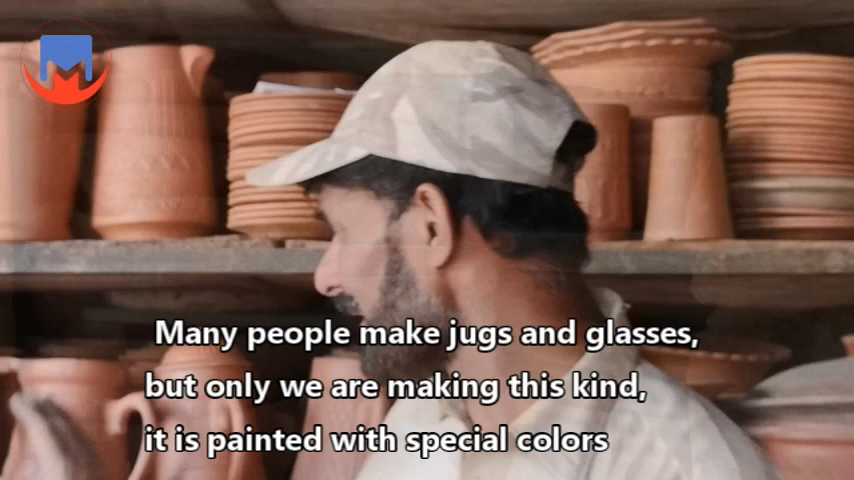 Many people make jugs and glasses,
but only we are making this kind,
it is painted with special colors